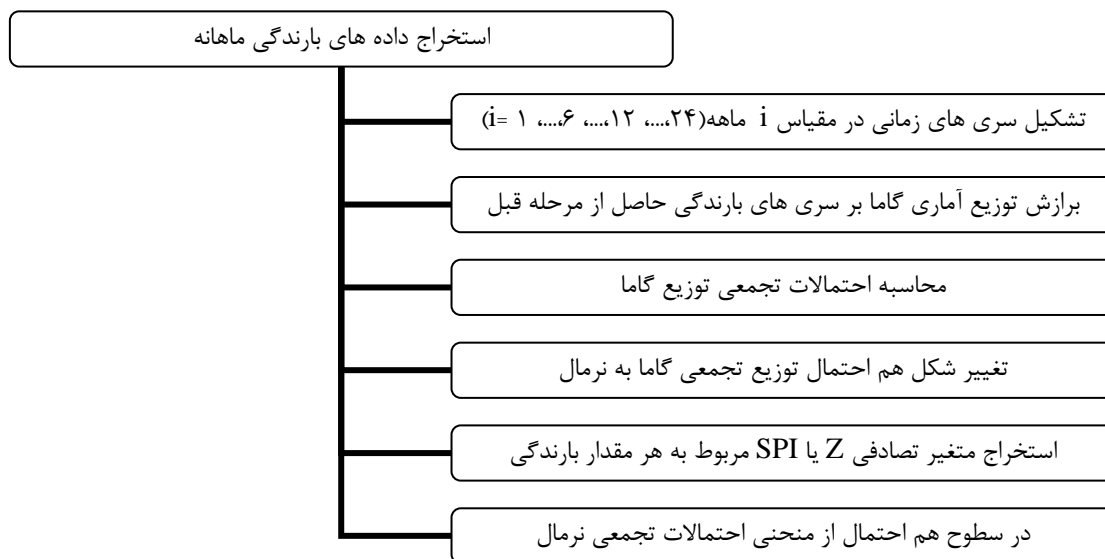 استخراج داده های بارندگی ماهانه
تشکیل سری های زمانی در مقیاس i ماهه(۲۴،...، ۱۲،...، ۶،...، ۱ =i)
برازش توزیع آماری گاما بر سری های بارندگی حاصل از مرحله قبل
محاسبه احتمالات تجمعی توزیع گاما
تغییر شکل هم احتمال توزیع تجمعی گاما به نرمال
استخراج متغیر تصادفی Z یا SPI مربوط به هر مقدار بارندگی
در سطوح هم احتمال از منحنی احتمالات تجمعی نرمال